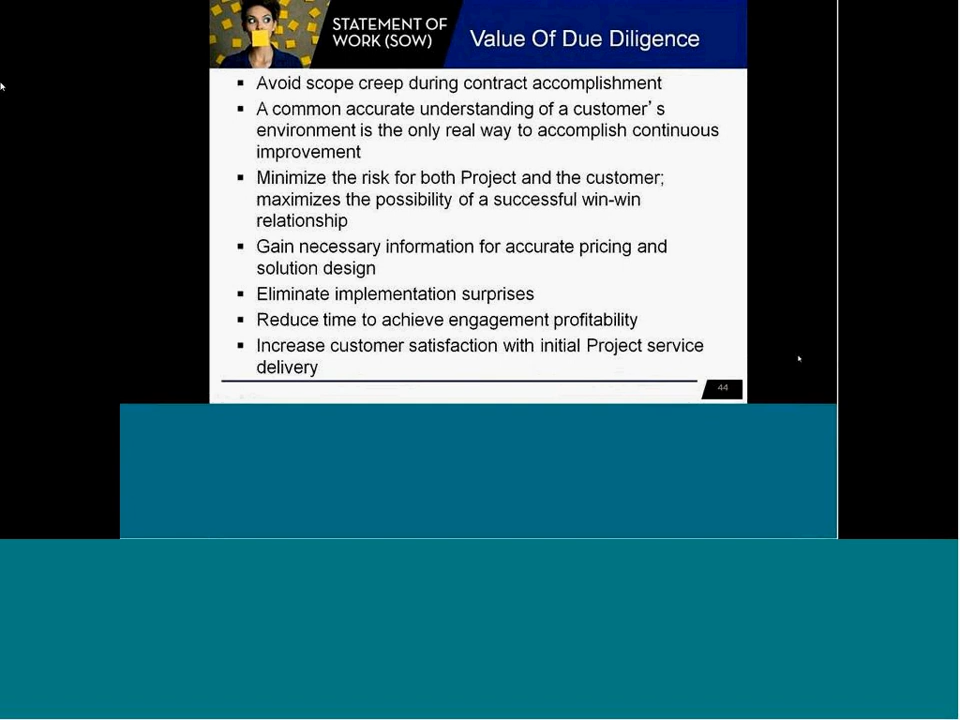 STATEMENT OF
WORK (SOW)
Value Of Due Diligence
▪ Avoid scope creep during contract accomplishment
▪ A common accurate understanding of a customer’ s
environment is the only real way to accomplish continuous
improvement
▪ Minimize the risk for both Project and the customer;
maximizes the possibility of a successful win-win
relationship
▪ Gain necessary information for accurate pricing and
solution design
▪ Eliminate implementation surprises
▪ Reduce time to achieve engagement profitability
▪ Increase customer satisfaction with initial Project service
delivery
44